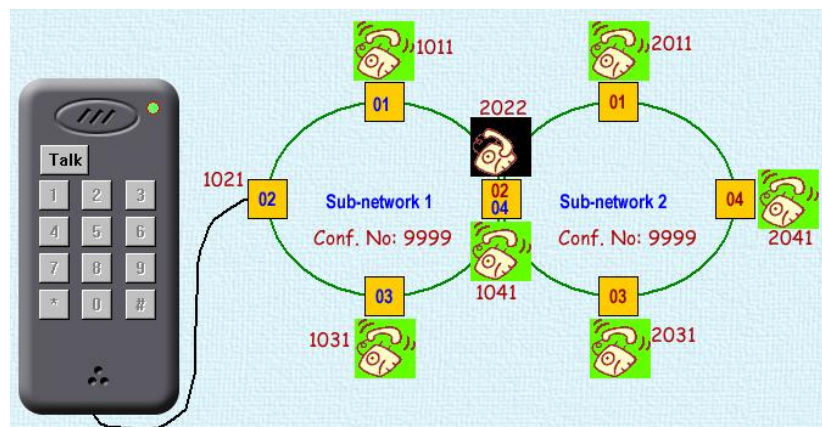 1011
2011
01
01
2022
Talk
1 2 3
4 5 6
7 8 9
* 0 #
1021
02
Sub-network 1
Conf. No: 9999
02
04
Sub-network 2
Conf. No: 9999
04
2041
1041
03
03
1031
2031